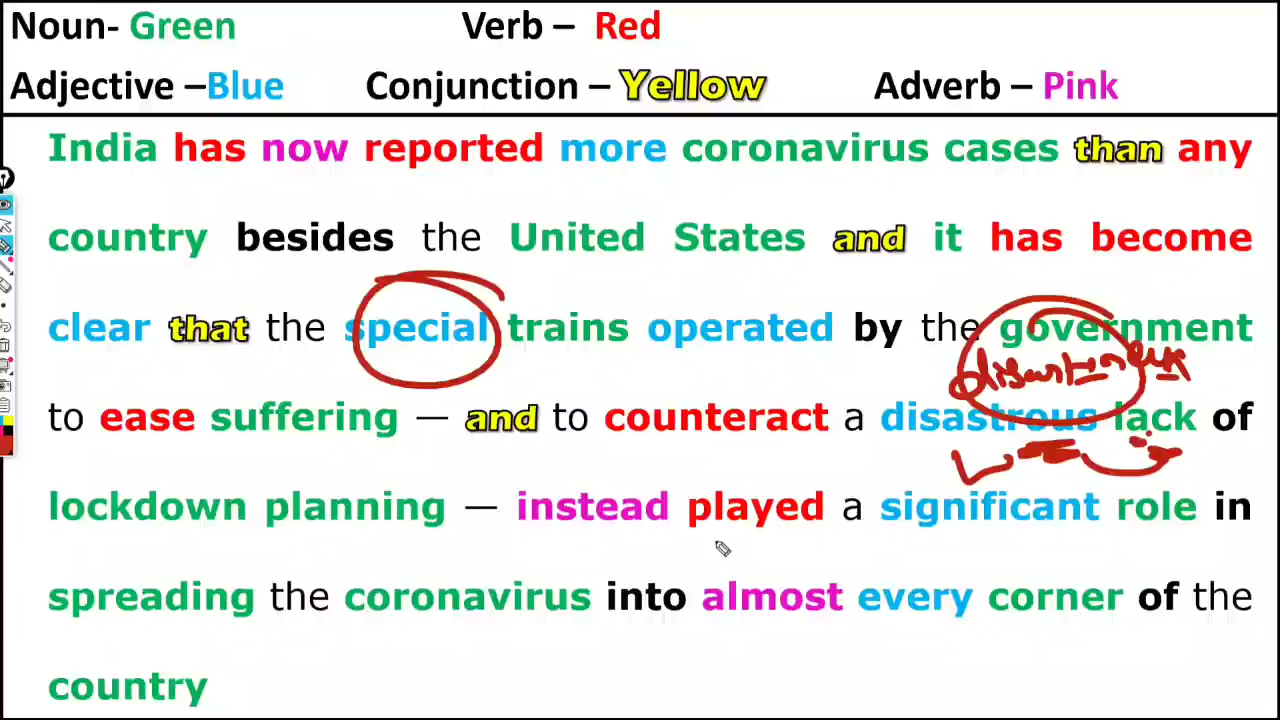 Noun- Green Verb – Red
Adjective –Blue Conjunction – Yellow Adverb – Pink
India has now reported more coronavirus cases than any
country besides the United States and it has become
clear that the special trains operated by the government
to ease suffering — and to counteract a disastrous lack of
lockdown planning — instead played a significant role in
spreading the coronavirus into almost every corner of the
country